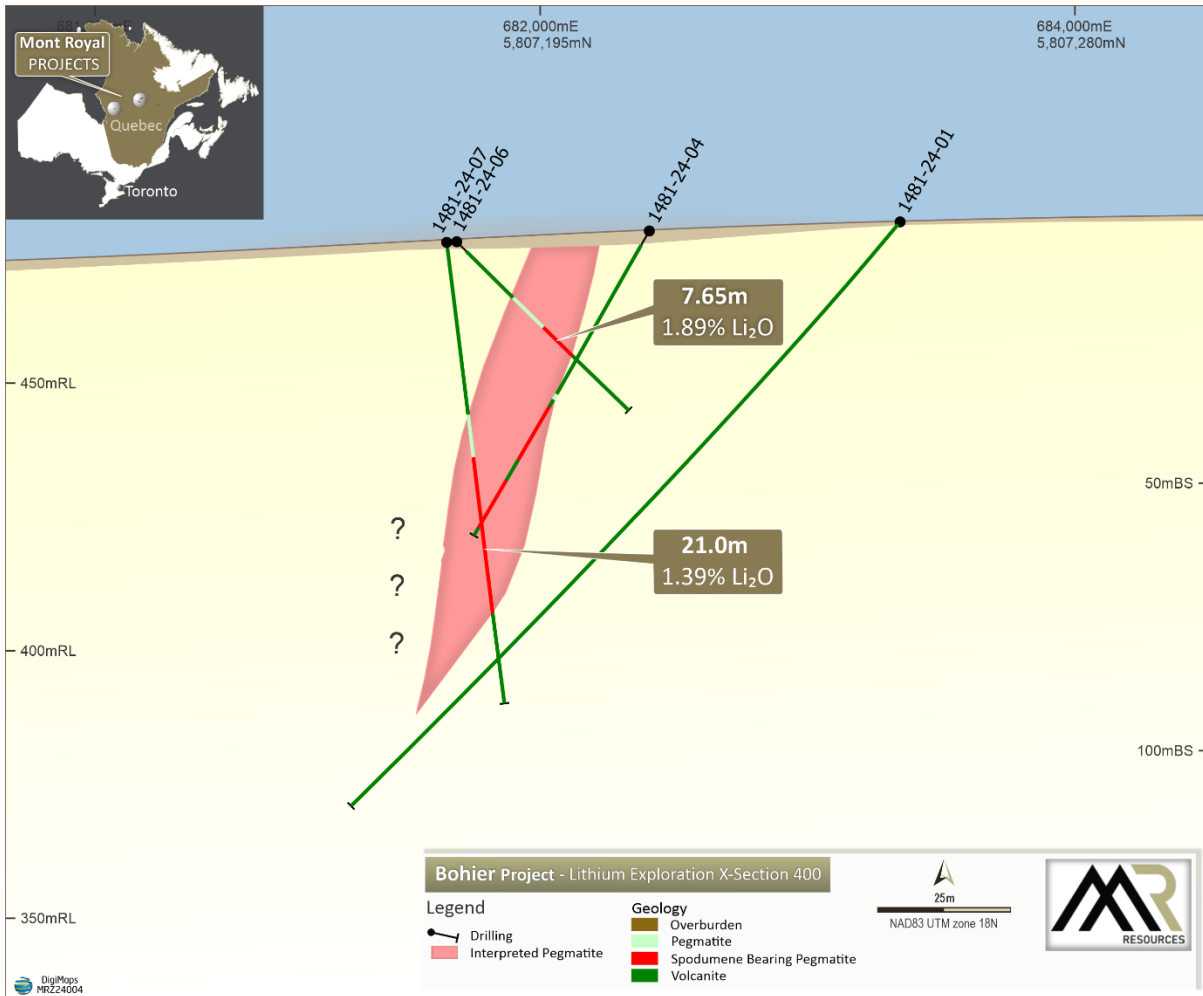 681,
682,000mE
5,807,195mN
684,000mE
5,807,280mN
Mont Royal
PROJECTS
Quebec
Toronto
1481-24-07
1481-24-06
1481-24-04
1481-24-01
7.65m
1.89% Li₂O
450mRL
50mBS
21.0m
1.39% Li₂O
?
?
?
400mRL
100mBS
350mRL
Bohier Project - Lithium Exploration X-Section 400
Legend
Drilling
Interpreted Pegmatite
Geology
Overburden
Pegmatite
Spodumene Bearing Pegmatite
Volcanite
25m
NAD83 UTM zone 18N
MR
RESOURCES
DigiMaps
MRZ24004